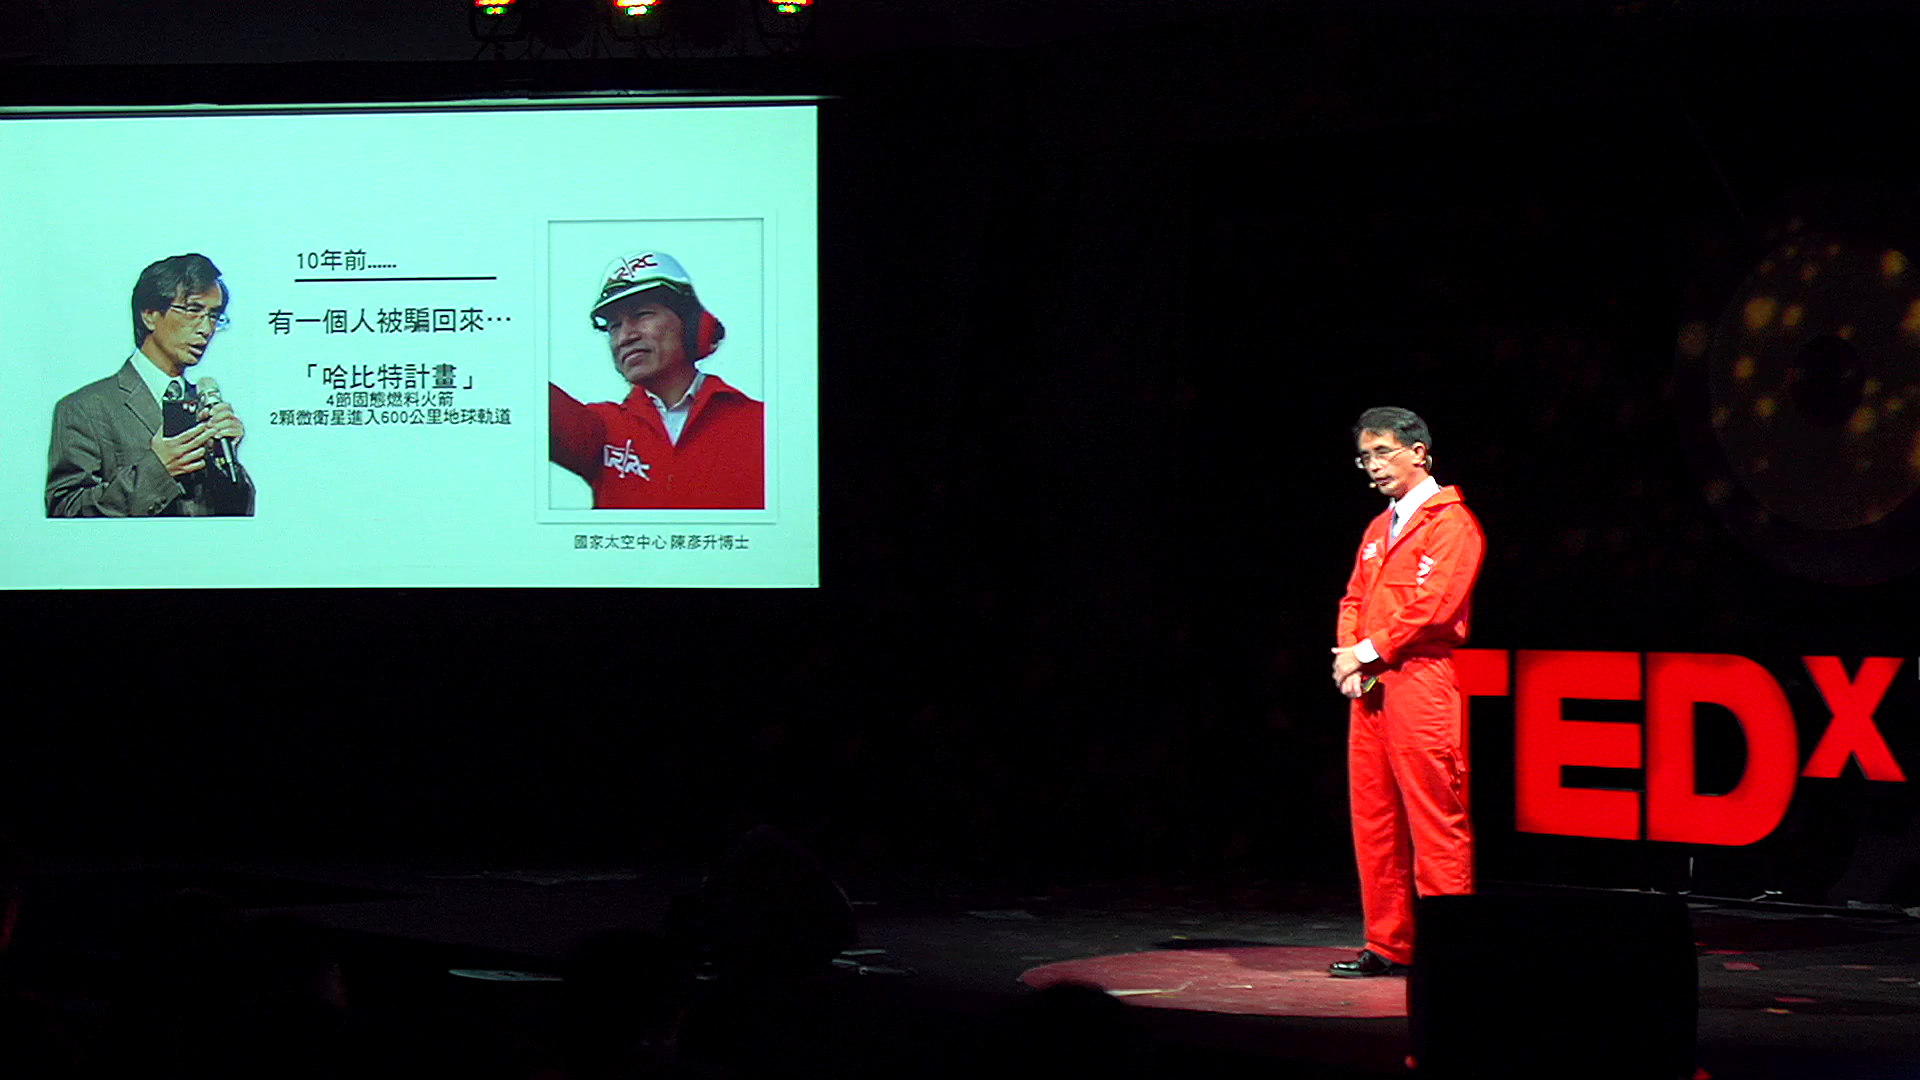 10年前......
有一個人被騙回來…
「哈比特計畫」
4節固態燃料火箭
2顆微衛星進入600公里地球軌道
ARRC
ARRC
國家太空中心 陳彥升博士
TEDx